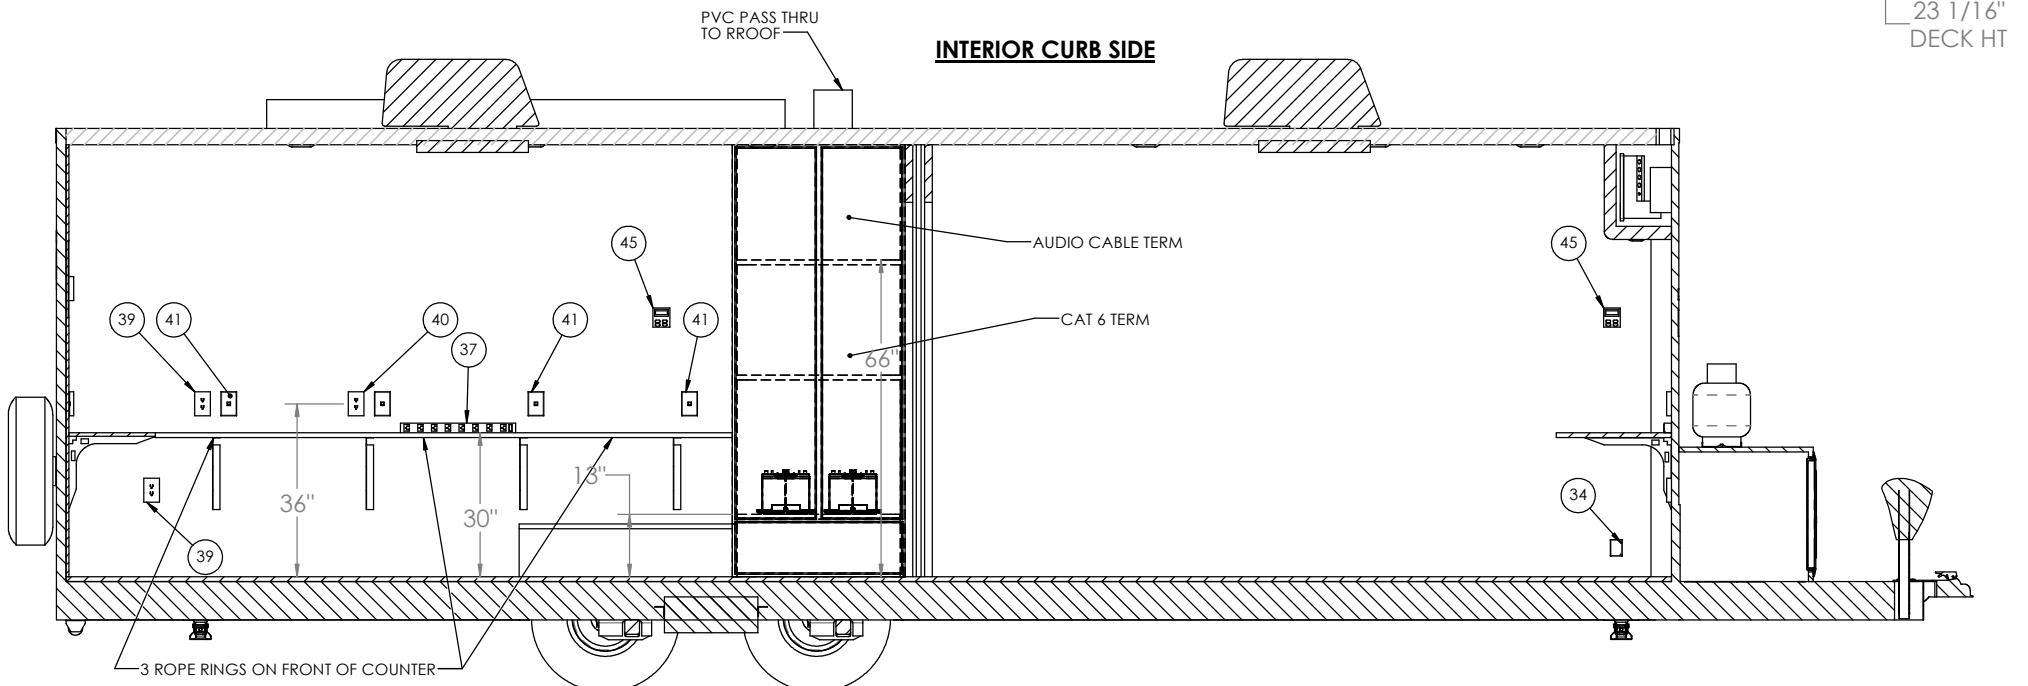 PVC PASS THRU
TO RROOF
INTERIOR CURB SIDE
23 1/16"
DECK HT
45
AUDIO CABLE TERM
45
39
41
40
41
41
CAT 6 TERM
37
66"
13"
36"
30"
34
39
3 ROPE RINGS ON FRONT OF COUNTER